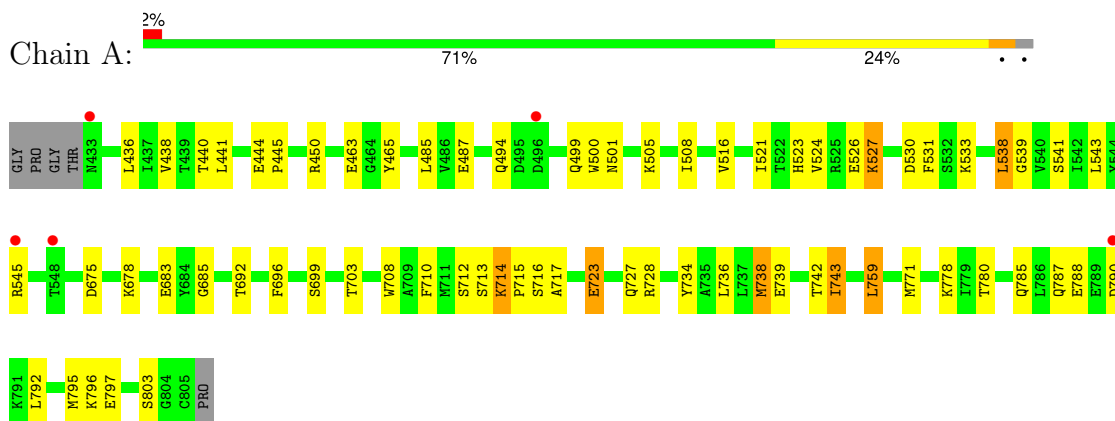 2%
Chain A:
71% 24% • •
GLY PRO GLY THR N433 L436 I437 V438 T439 T440 L441 E444 P445 R450 E463 G464 Y465 L485 V486 E487 Q494 D495 D496 Q499 W500 N501 K505 I508 V516 I521 T522 H523 V524 R525 E526 K527 D530 F531 S532 K533 L538 G539 V540 S541 I542 L543 Y544
R545 T548 D675 K678 E683 Y684 G685 T692 F696 S699 T703 W708 A709 F710 M711 S712 S713 K714 P715 S716 A717 E723 Q727 R728 Y734 A735 L736 L737 M738 E739 T742 I743 L759 M771 K778 I779 T780 Q785 L786 Q787 E788 E789 D790
K791 L792 M795 K796 E797 S803 G804 C805 PRO